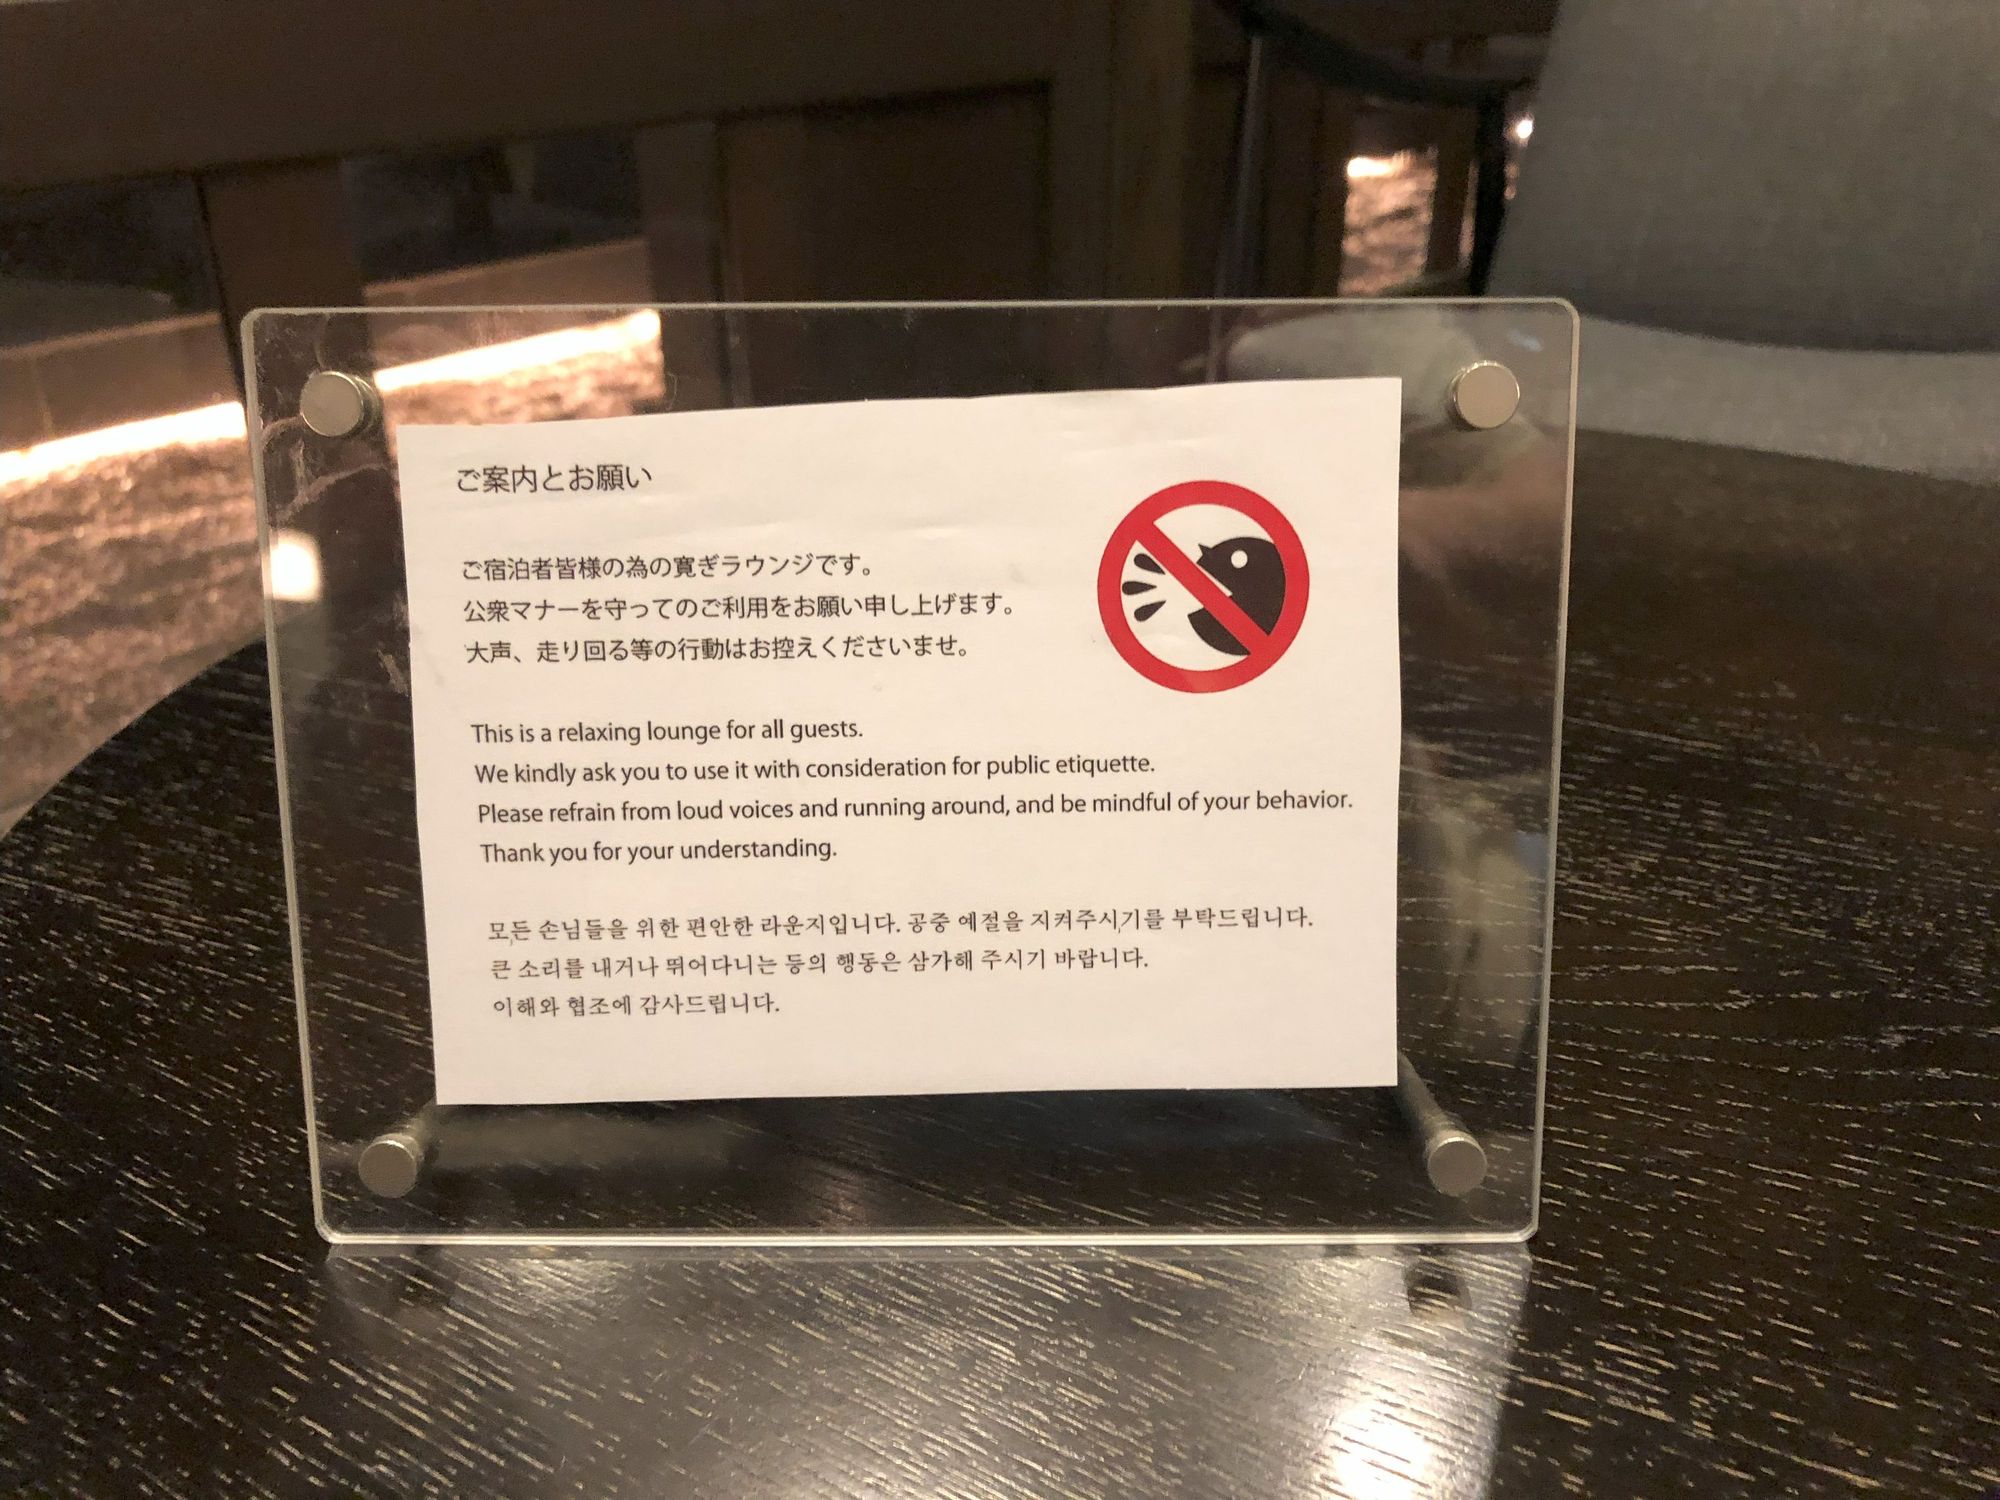 ご案内とお願い
ご宿泊者皆様の為の寛ぎラウンジです。
公衆マナーを守ってのご利用をお願い申し上げます。
大声、走り回る等の行動はお控えくださいませ。
This is a relaxing lounge for all guests.
We kindly ask you to use it with consideration for public etiquette.
Please refrain from loud voices and running around, and be mindful of your behavior.
Thank you for your understanding.
모든 손님들을 위한 편안한 라운지입니다. 공중 예절을 지켜주시기를 부탁드립니다.
큰 소리를 내거나 뛰어다니는 등의 행동은 삼가해 주시기 바랍니다.
이해와 협조에 감사드립니다.